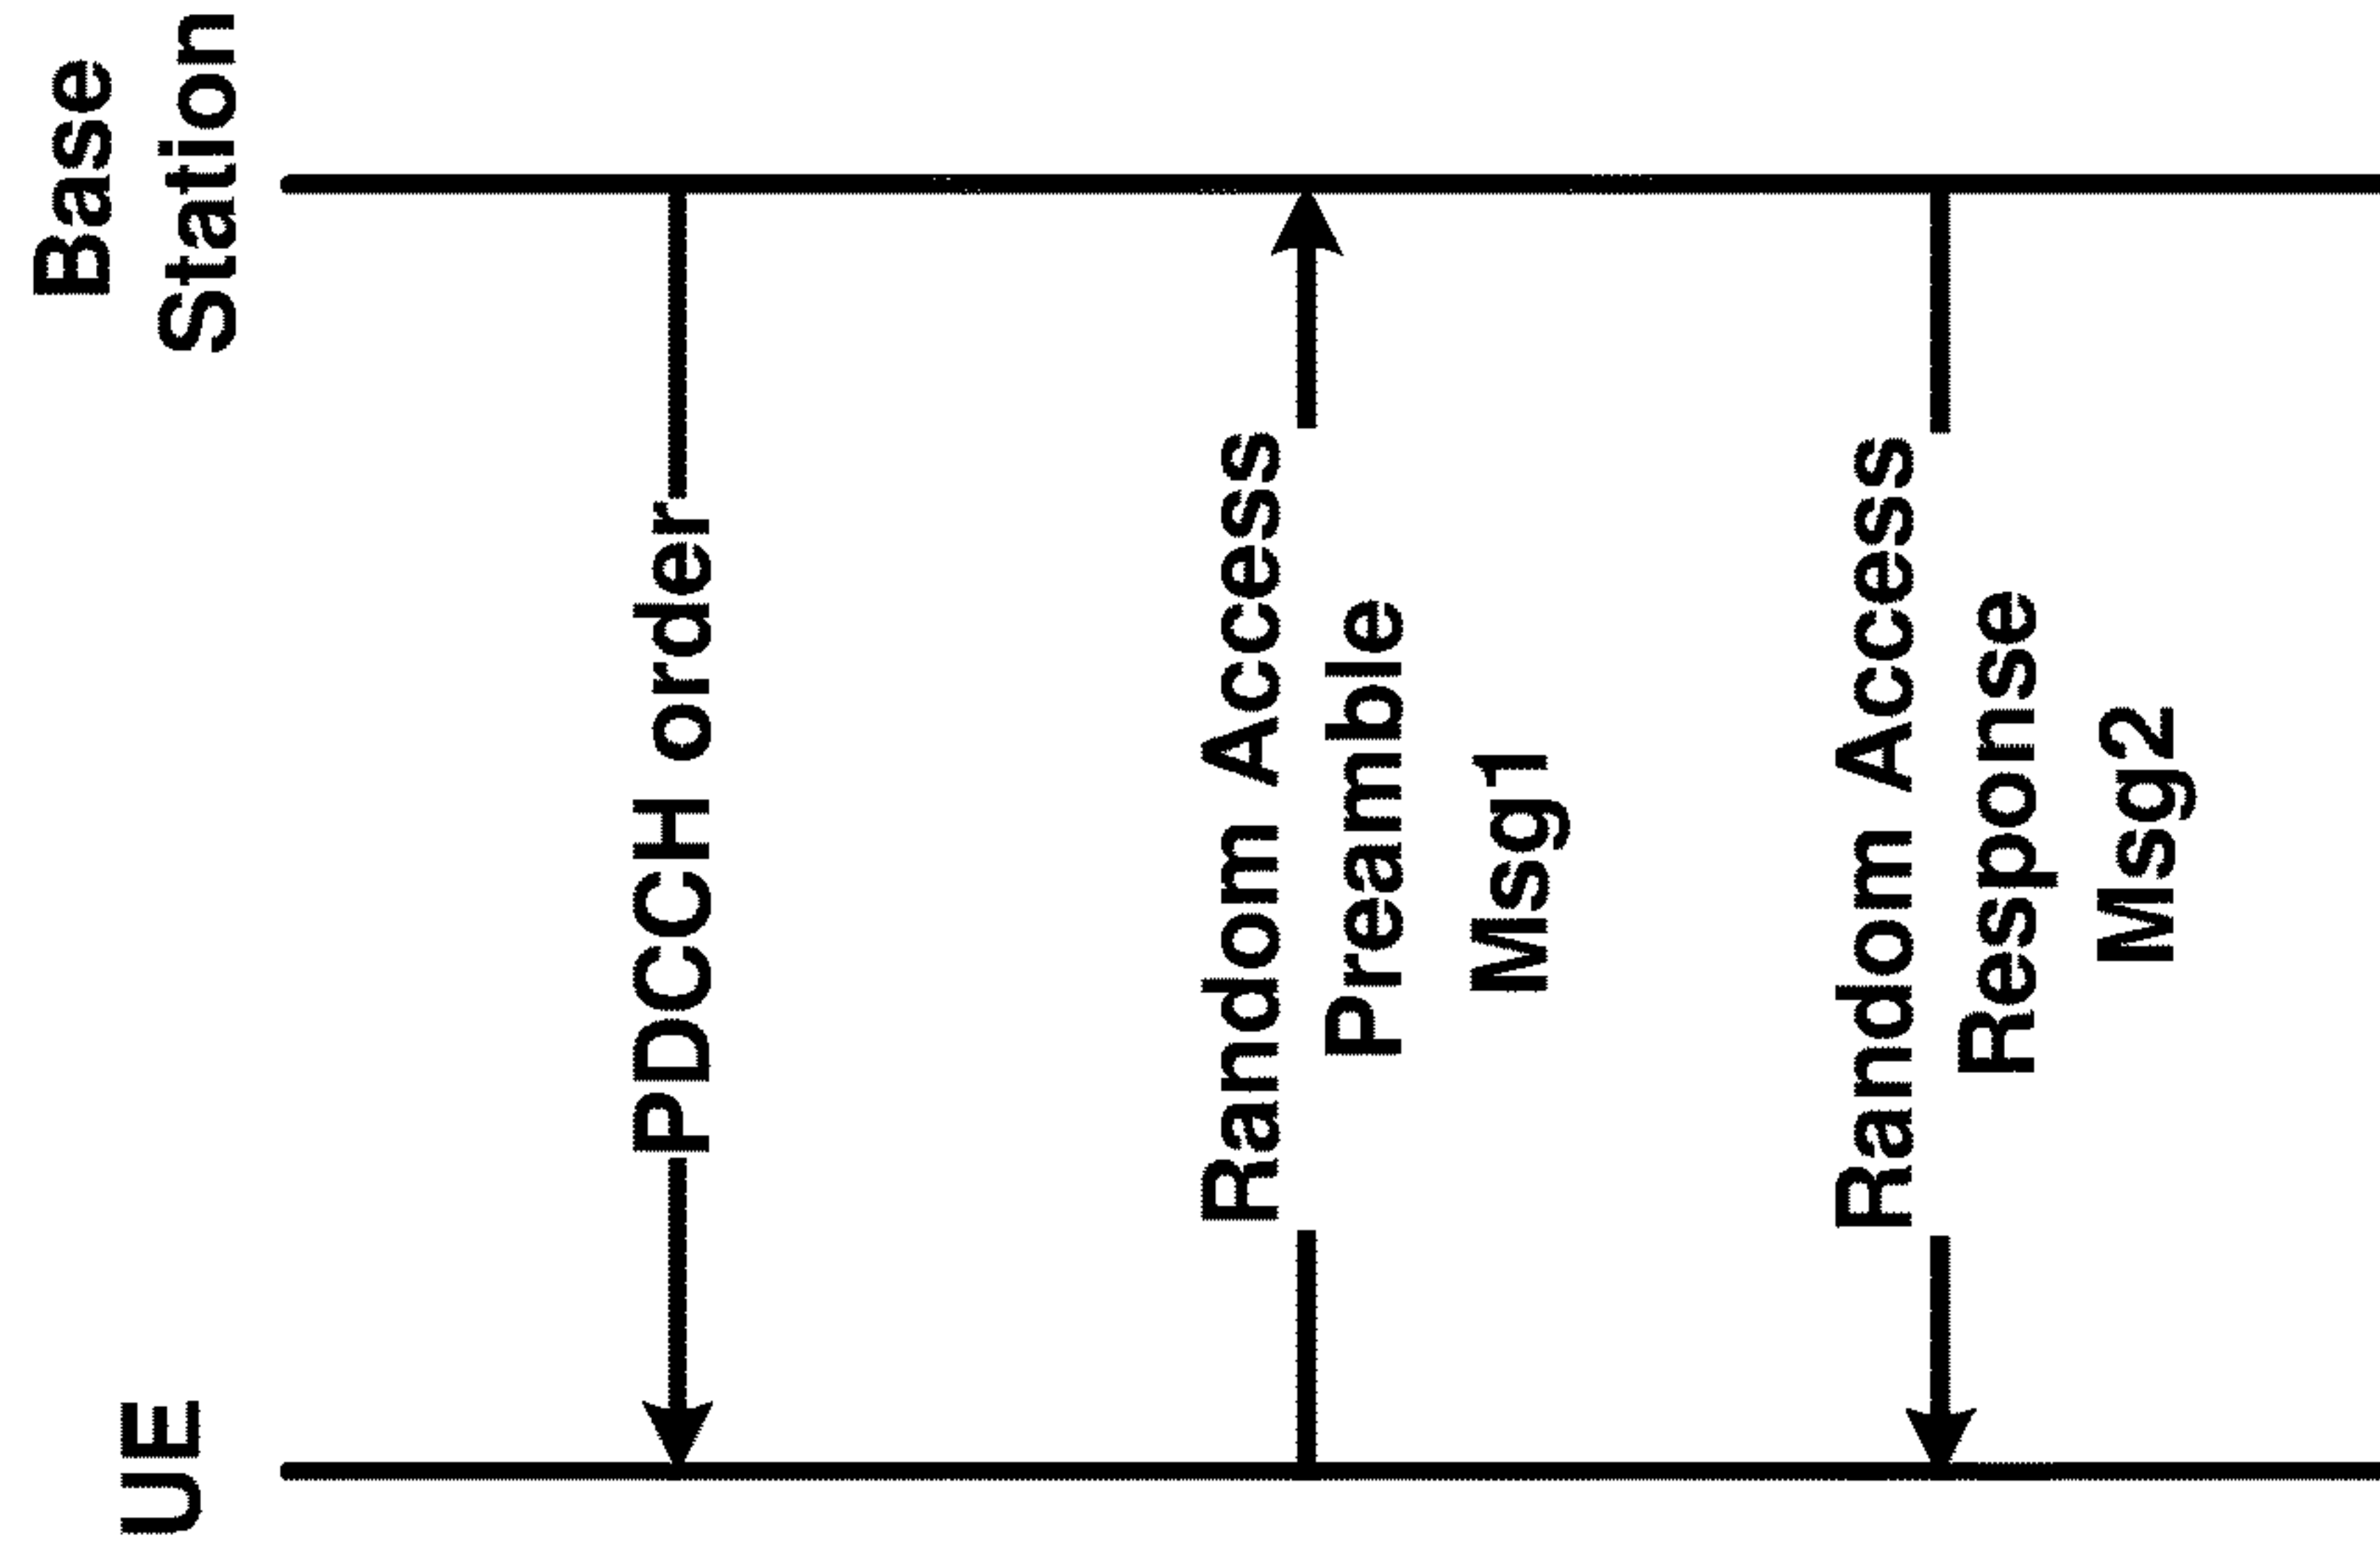 UE
Base
Station
PDCCH order
Random Access
Preamble
Msg1
Random Access
Response
Msg2